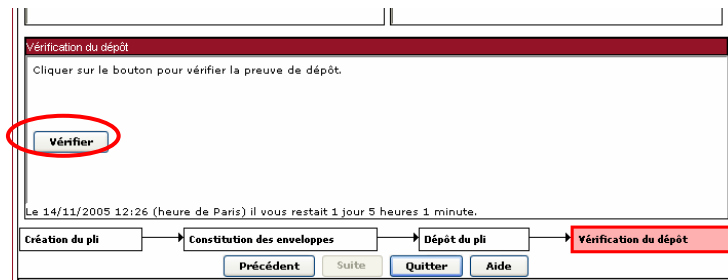 Vérification du dépôt
Cliquer sur le bouton pour vérifier la preuve de dépôt.
Vérifier
Le 14/11/2005 12:26 (heure de Paris) il vous restait 1 jour 5 heures 1 minute.
Création du pli Constitution des enveloppes Dépôt du pli Vérification du dépôt
Précédent Suite Quitter Aide